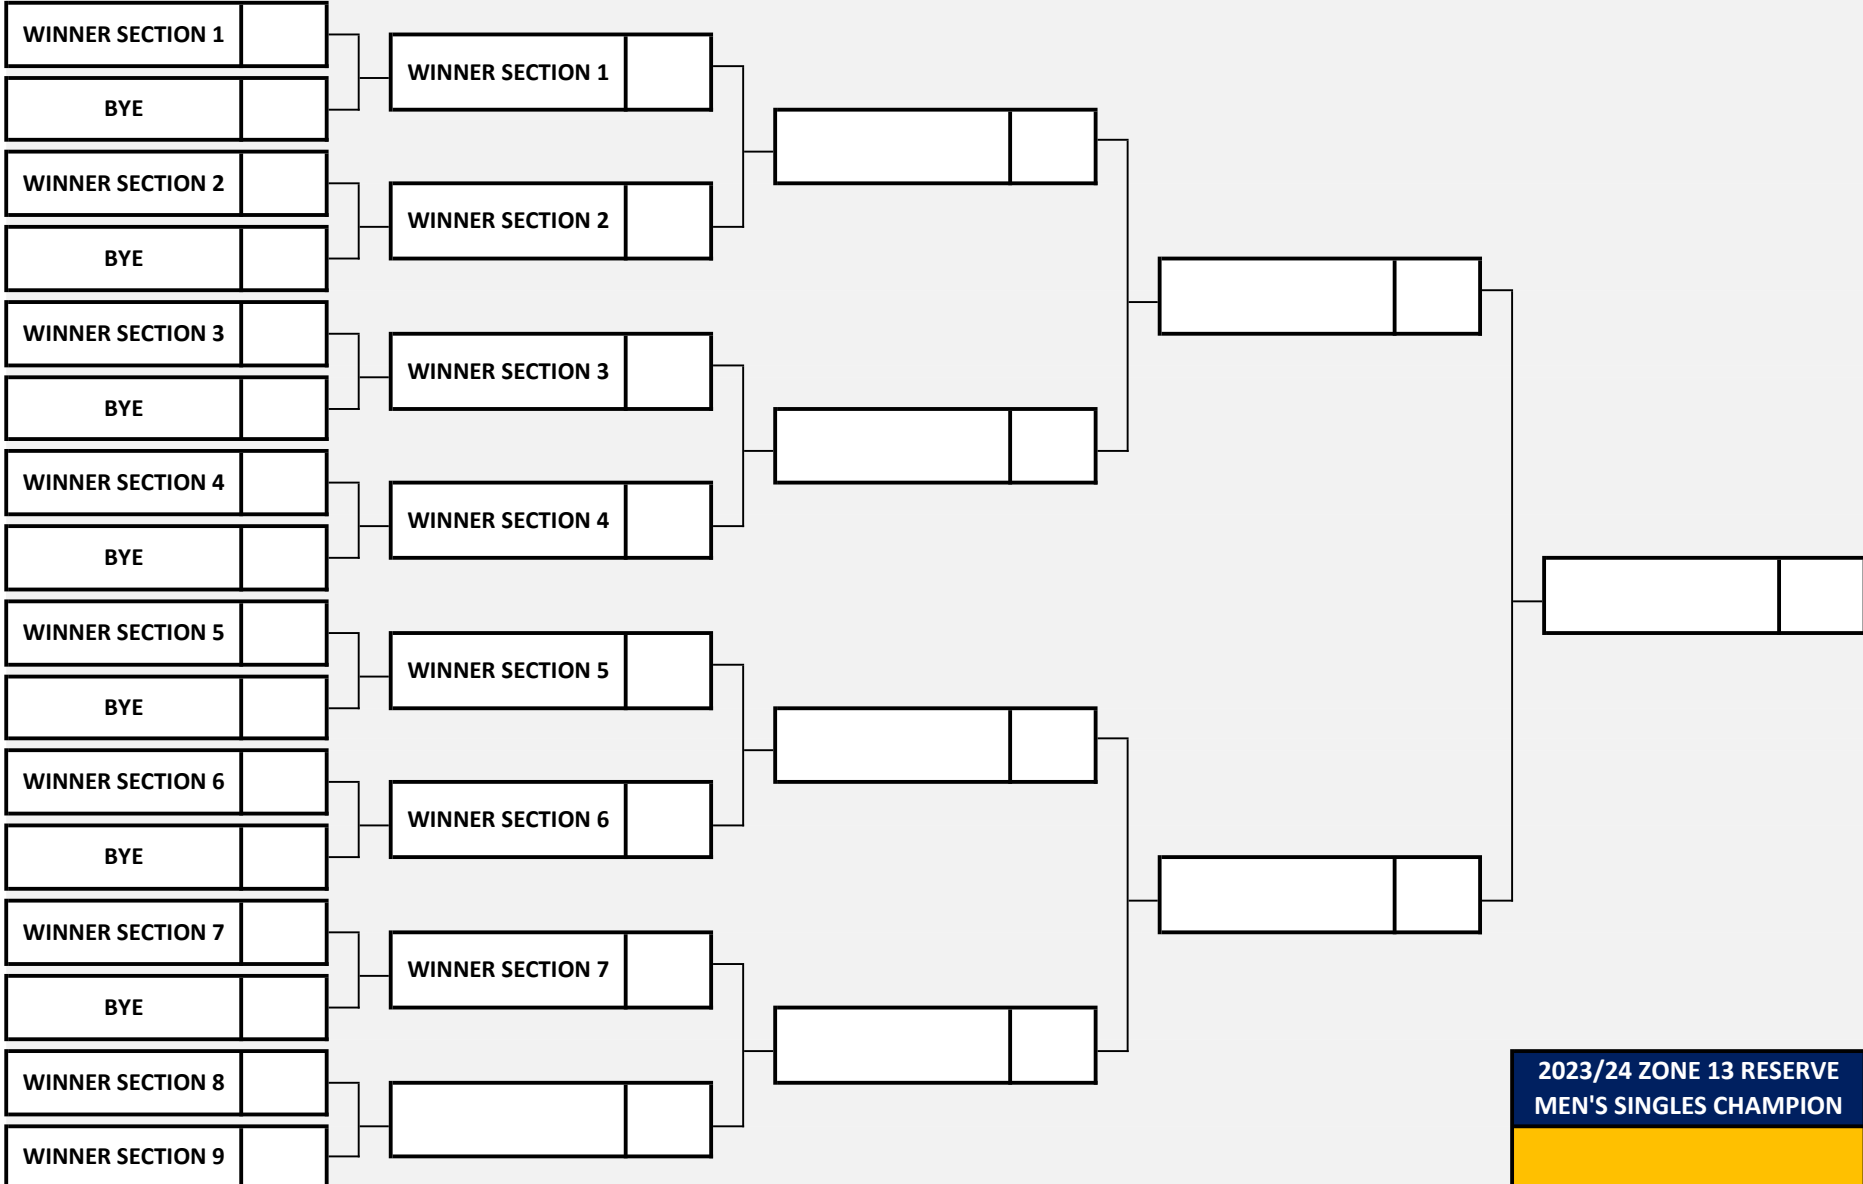 WINNER SECTION 1
BYE
WINNER SECTION 2
BYE
WINNER SECTION 3
BYE
WINNER SECTION 4
BYE
WINNER SECTION 5
BYE
WINNER SECTION 6
BYE
WINNER SECTION 7
BYE
WINNER SECTION 8
WINNER SECTION 9
WINNER SECTION 1
WINNER SECTION 2
WINNER SECTION 3
WINNER SECTION 4
WINNER SECTION 5
WINNER SECTION 6
WINNER SECTION 7
2023/24 ZONE 13 RESERVE
MEN'S SINGLES CHAMPION